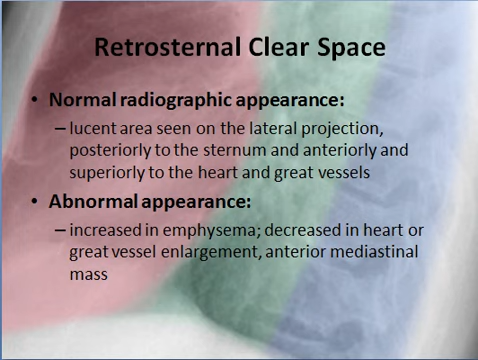 Retrosternal Clear Space
• Normal radiographic appearance:
– lucent area seen on the lateral projection,
posteriorly to the sternum and anteriorly and
superiorly to the heart and great vessels
• Abnormal appearance:
– increased in emphysema; decreased in heart or
great vessel enlargement, anterior mediastinal
mass